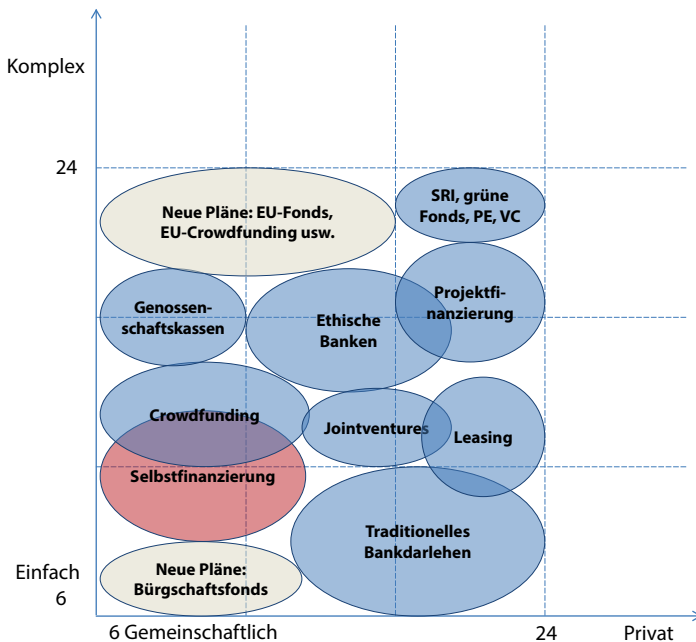 Komplex
24
Neue Pläne: EU-Fonds,
EU-Crowdfunding usw.
SRI, grüne
Fonds, PE, VC
Genossen-
schaftskassen
Ethische
Banken
Projektfi-
nanzierung
Crowdfunding
Jointventures
Leasing
Selbstfinanzierung
Traditionelles
Bankdarlehen
Neue Pläne:
Bürgschaftsfonds
Einfach
6
6 Gemeinschaftlich
24
Privat